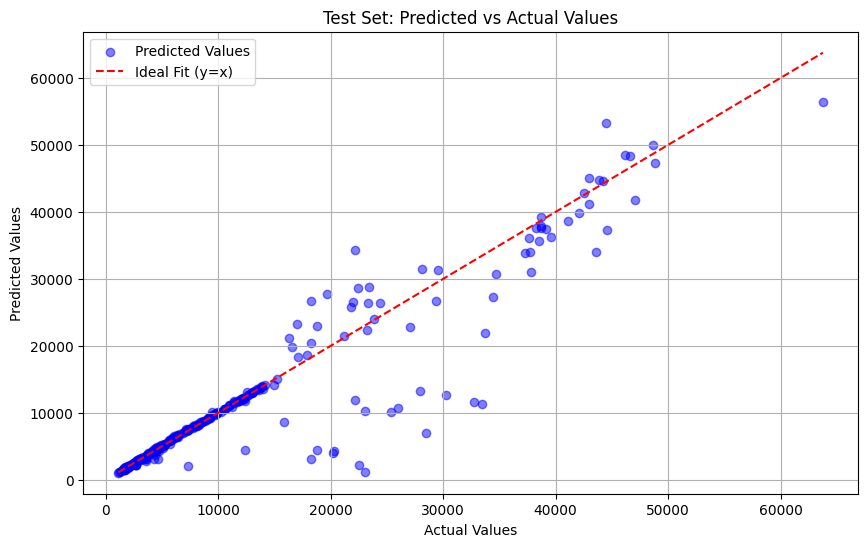 Test Set: Predicted vs Actual Values
Predicted Values
Ideal Fit (y=x)
60000
50000
40000
30000
20000
10000
0
Predicted Values
0 10000 20000 30000 40000 50000 60000
Actual Values